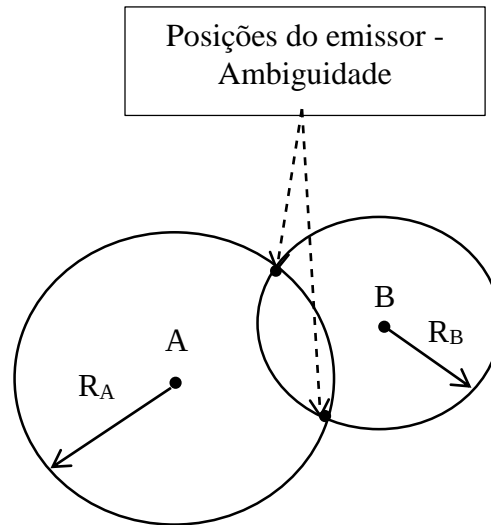 Posições do emissor -
Ambiguidade
B
A
R_B
R_A